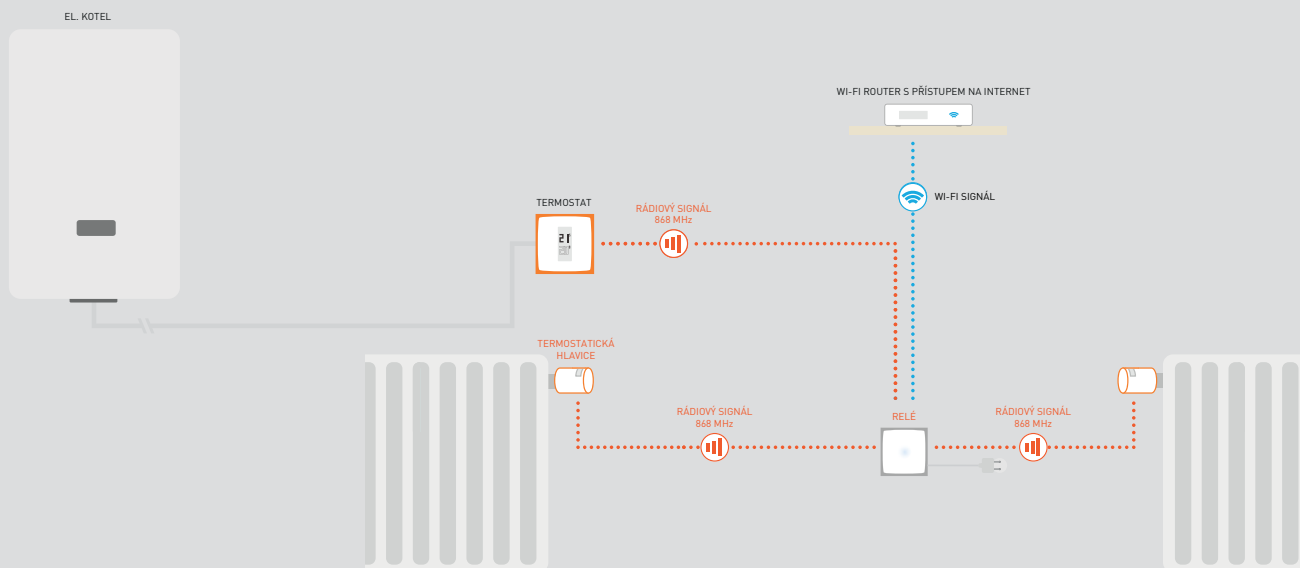 EL. KOTEL
WI-FI ROUTER S PŘÍSTUPEM NA INTERNET
WI-FI SIGNÁL
TERMOSTAT
RÁDIOVÝ SIGNÁL
868 MHz
TERMOSTATICKÁ
HLAVICE
RÁDIOVÝ SIGNÁL
868 MHz
RELÉ
RÁDIOVÝ SIGNÁL
868 MHz